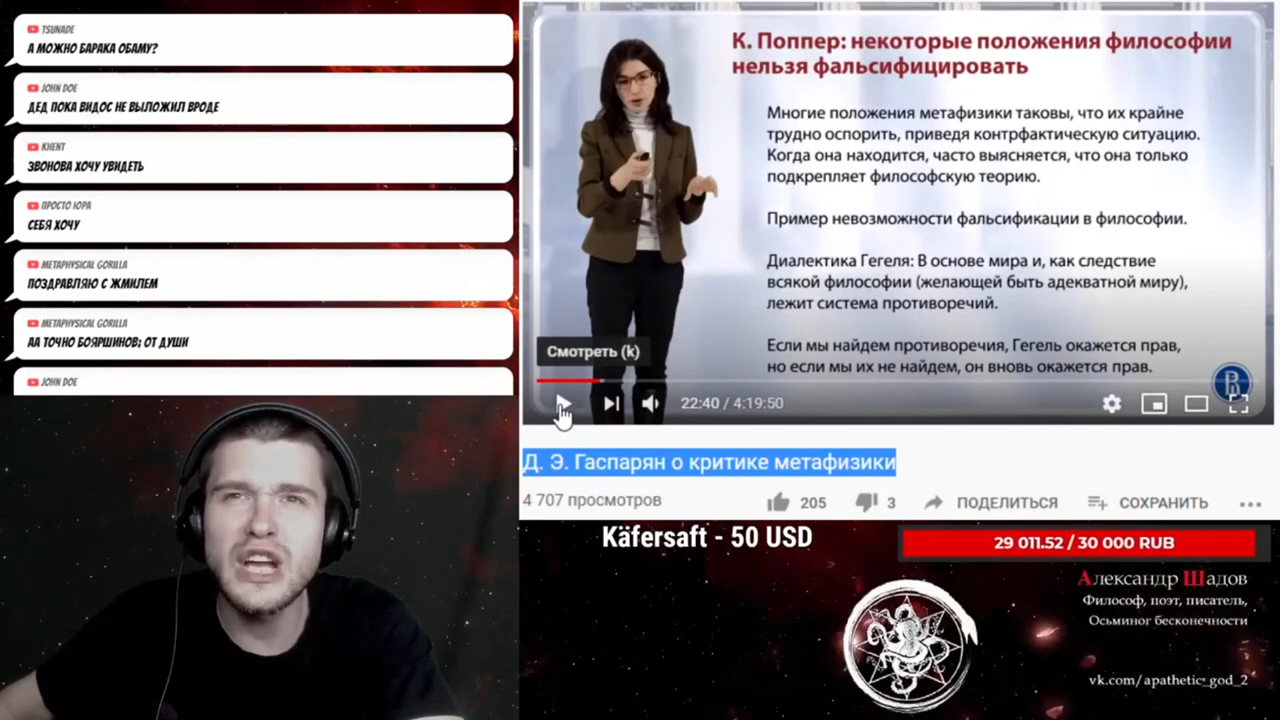 TSUNADE
А МОЖНО БАРАКА ОБАМУ?
JOHN DOE
ДЕД ПОКА ВИДОС НЕ ВЫЛОЖИЛ ВРОДЕ
KHENT
ЗВОНОВА ХОЧУ УВИДЕТЬ
ПРОСТО ЮРА
СЕБЯ ХОЧУ
METAPHYSICAL GORILLA
ПОЗДРАВЛЯЮ С ЖМИЛЕМ
METAPHYSICAL GORILLA
АА ТОЧНО БОЯРШИНОВ; ОТ ДУШИ
JOHN DOE
К. Поппер: некоторые положения философии
нельзя фальсифицировать
Многие положения метафизики таковы, что их крайне
трудно оспорить, приведя контрфактическую ситуацию.
Когда она находится, часто выясняется, что она только
подкрепляет философскую теорию.
Пример невозможности фальсификации в философии.
Диалектика Гегеля: В основе мира и, как следствие
всякой философии (желающей быть адекватной миру),
лежит система противоречий.
Если мы найдем противоречия, Гегель окажется прав,
но если мы их не найдем, он вновь окажется прав.
Смотреть (k)
22:40 / 4:19:50
Д. Э. Гаспарян о критике метафизики
4 707 просмотров
205
3
ПОДЕЛИТЬСЯ
СОХРАНИТЬ
Käfersaft - 50 USD
29 011.52 / 30 000 RUB
Александр Шадов
Философ, поэт, писатель,
Осьминог бесконечности
vk.com/apathetic_god_2